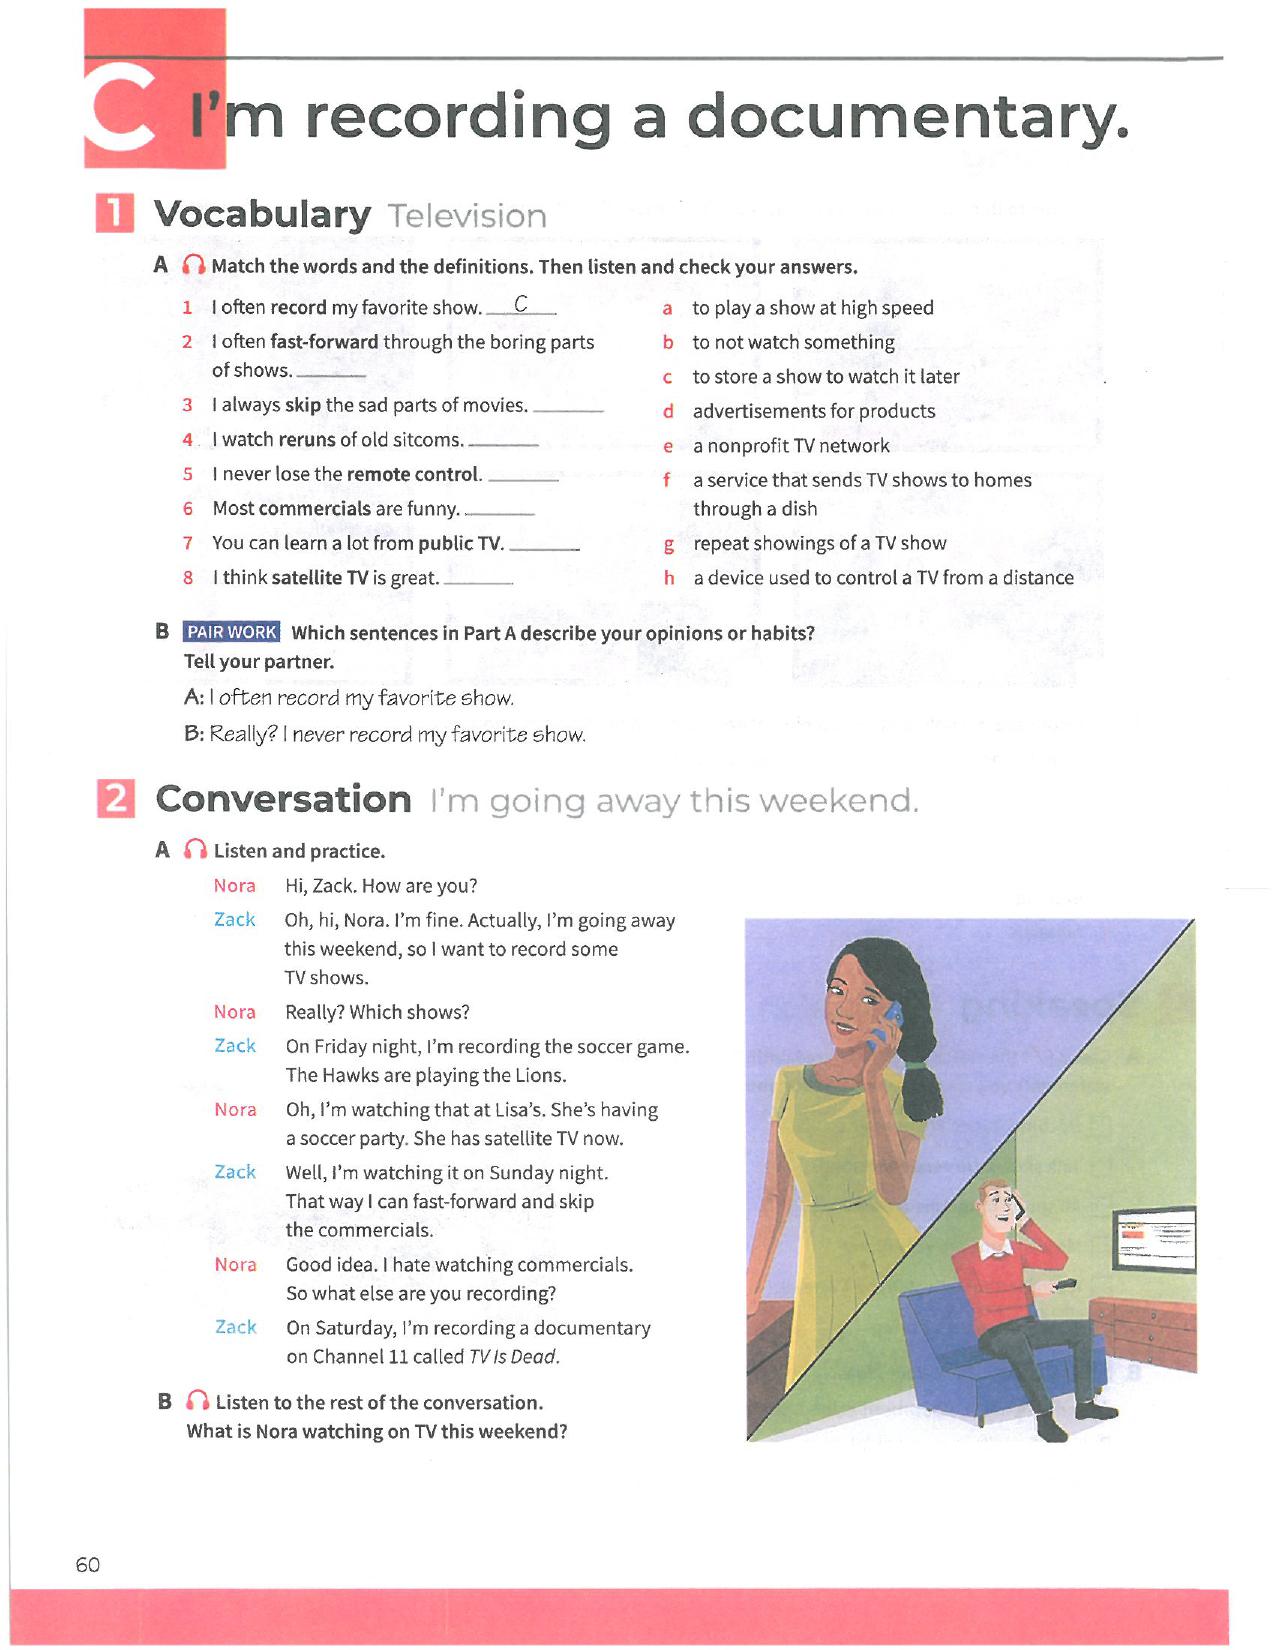 C I'm recording a documentary.
1 Vocabulary Television
A Match the words and the definitions. Then listen and check your answers.
1 I often record my favorite show. C
2 I often fast-forward through the boring parts
of shows.
3 I always skip the sad parts of movies.
4 I watch reruns of old sitcoms.
5 I never lose the remote control.
6 Most commercials are funny.
7 You can learn a lot from public TV.
8 I think satellite TV is great.
a to play a show at high speed
b to not watch something
c to store a show to watch it later
d advertisements for products
e a nonprofit TV network
f a service that sends TV shows to homes
through a dish
g repeat showings of a TV show
h a device used to control a TV from a distance
B PAIR WORK Which sentences in Part A describe your opinions or habits?
Tell your partner.
A: I often record my favorite show.
B: Really? I never record my favorite show.
2 Conversation I'm going away this weekend.
A Listen and practice.
Nora Hi, Zack. How are you?
Zack Oh, hi, Nora. I'm fine. Actually, I'm going away
this weekend, so I want to record some
TV shows.
Nora Really? Which shows?
Zack On Friday night, I'm recording the soccer game.
The Hawks are playing the Lions.
Nora Oh, I'm watching that at Lisa's. She's having
a soccer party. She has satellite TV now.
Zack Well, I'm watching it on Sunday night.
That way I can fast-forward and skip
the commercials.
Nora Good idea. I hate watching commercials.
So what else are you recording?
Zack On Saturday, I'm recording a documentary
on Channel 11 called TV Is Dead.
B Listen to the rest of the conversation.
What is Nora watching on TV this weekend?
60